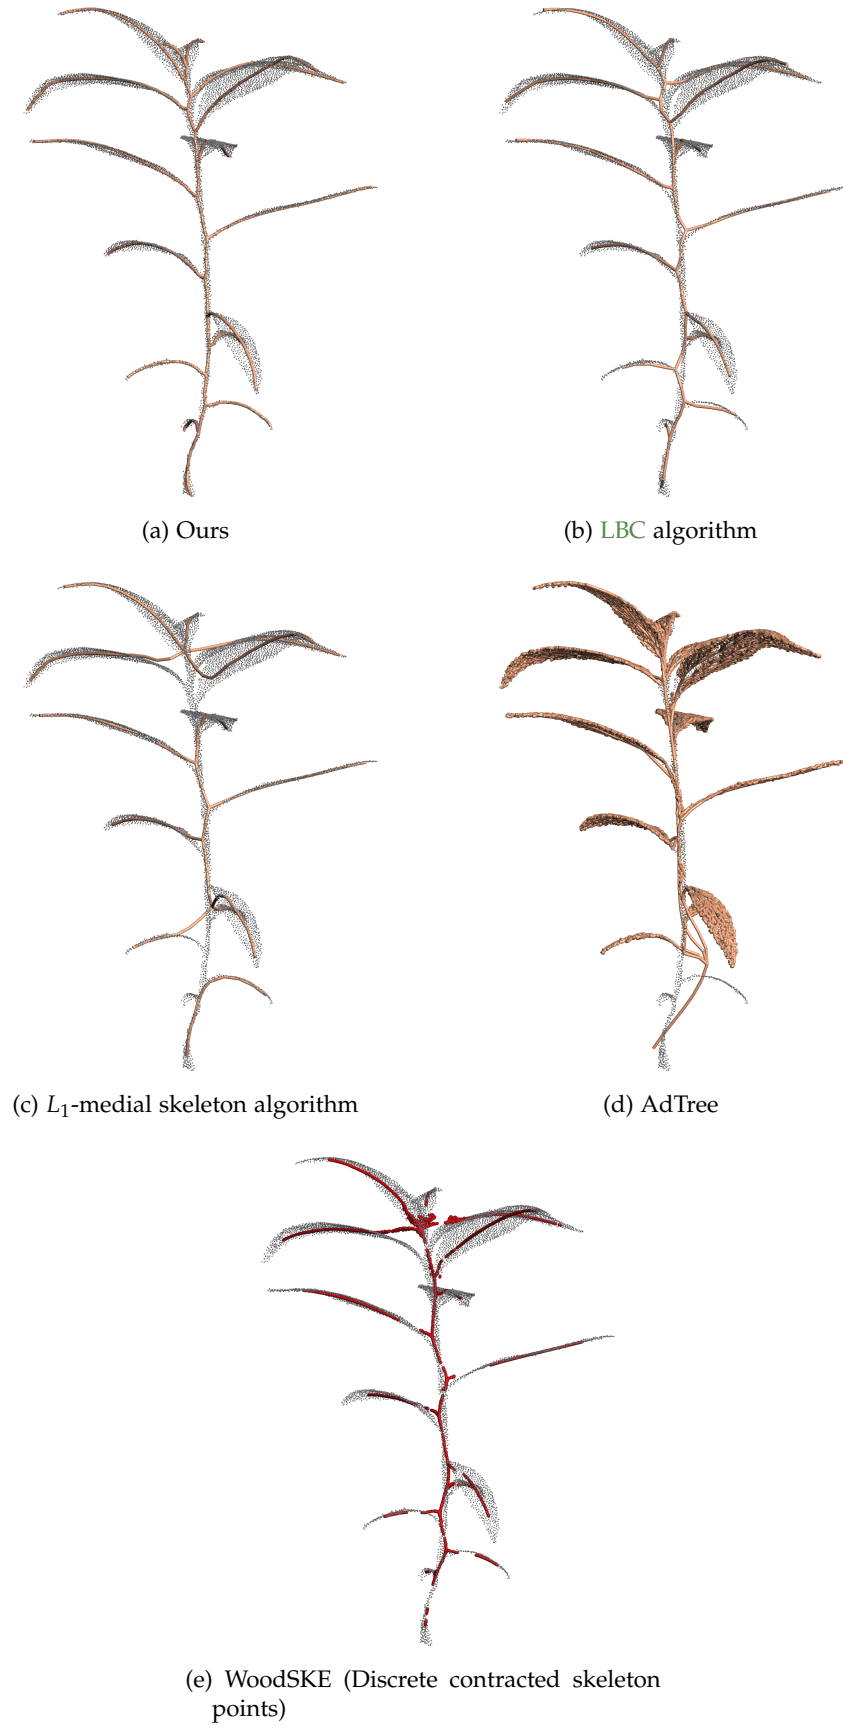 (a) Ours
(b) LBC algorithm
(c) L1-medial skeleton algorithm
(d) AdTree
(e) WoodSKE (Discrete contracted skeleton
points)